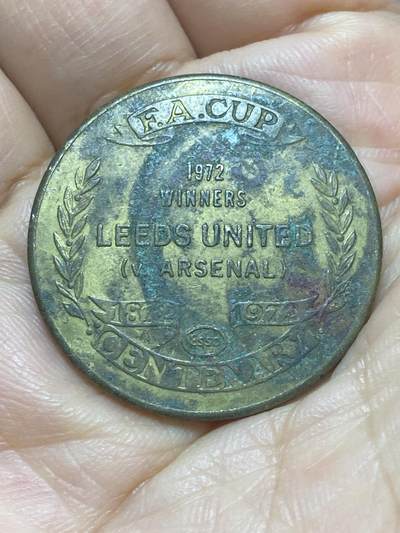 F.A.CUP
1972
WINNERS
LEEDS UNITED
(V. ARSENAL)
1872 1972
ESSO
CENTENARY